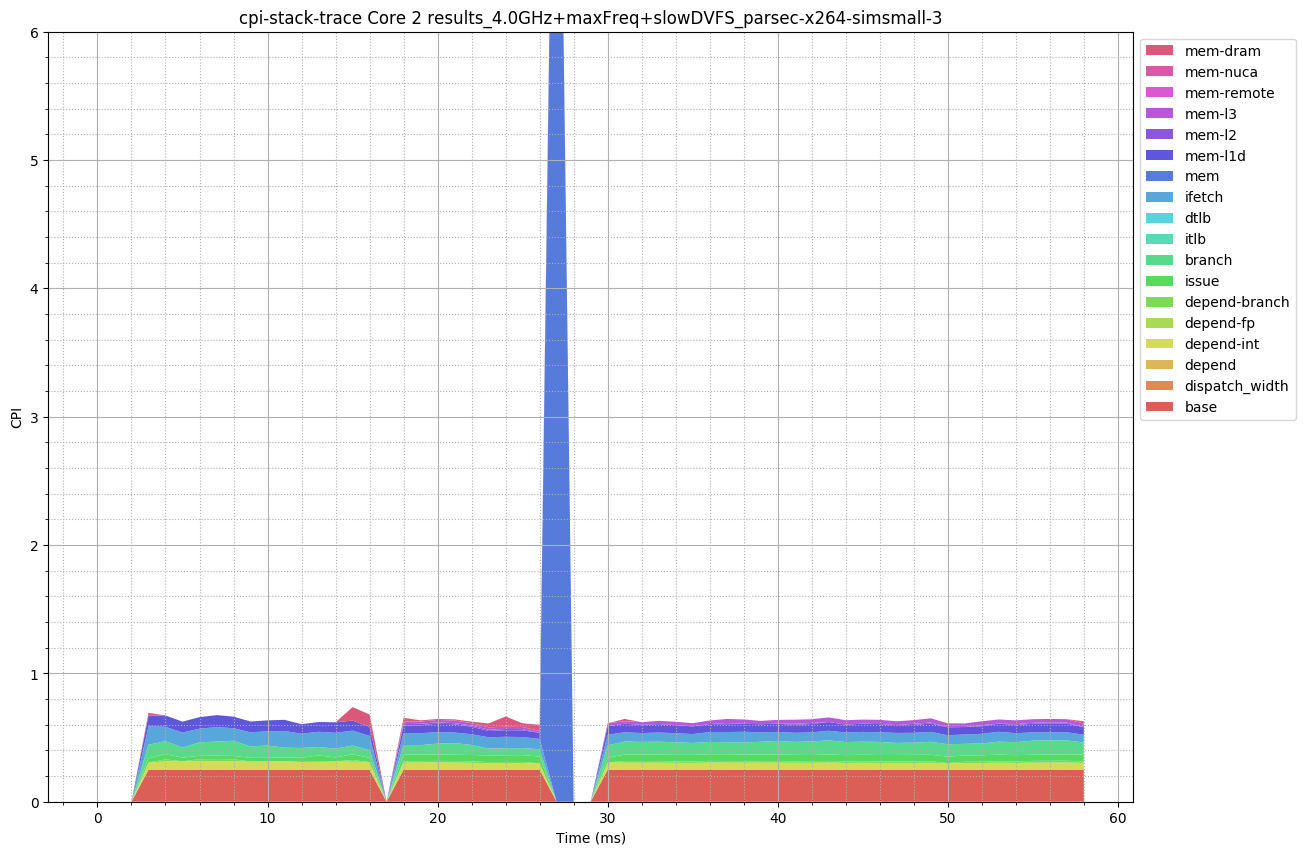 cpi-stack-trace Core 2 results_4.0GHz+maxFreq+slowDVFS_parsec-x264-simsmall-3
6
5
4
3
2
1
0
CPI
0 10 20 30 40 50 60
Time (ms)
mem-dram
mem-nuca
mem-remote
mem-l3
mem-l2
mem-l1d
mem
ifetch
dtlb
itlb
branch
issue
depend-branch
depend-fp
depend-int
depend
dispatch_width
base